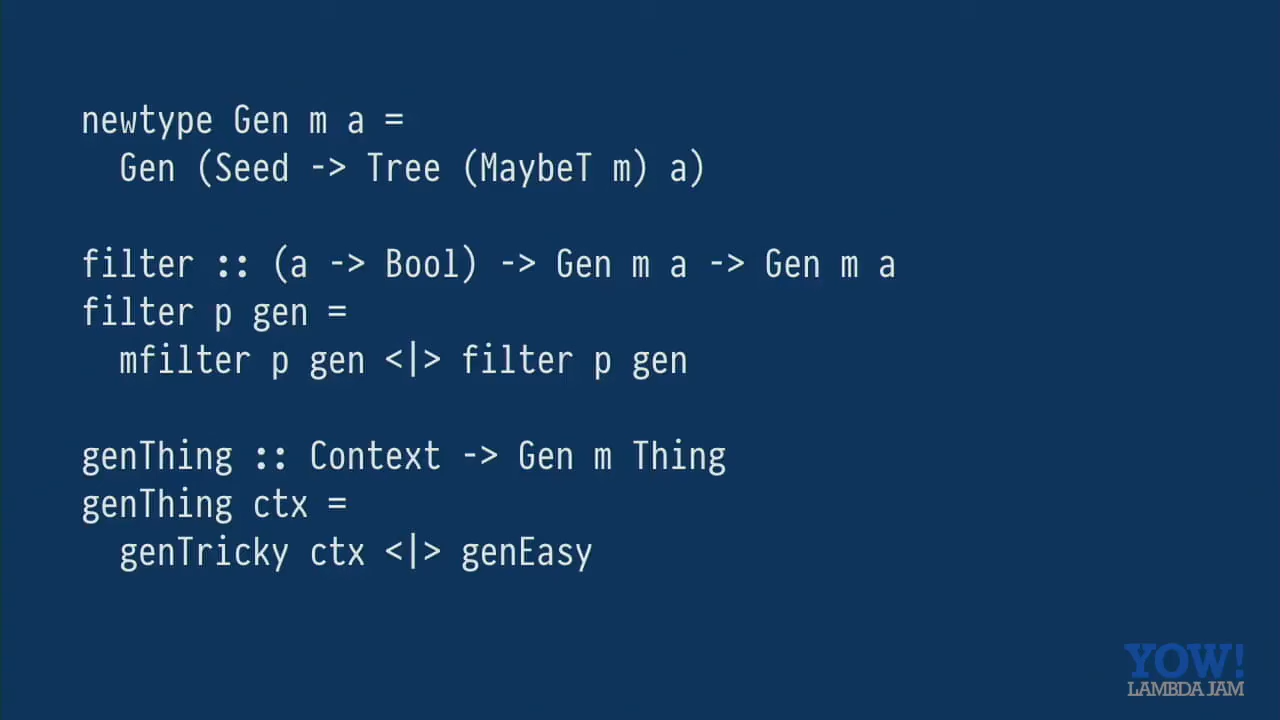 newtype Gen m a =
  Gen (Seed -> Tree (MaybeT m) a)
filter :: (a -> Bool) -> Gen m a -> Gen m a
filter p gen =
  mfilter p gen <|> filter p gen
genThing :: Context -> Gen m Thing
genThing ctx =
  genTricky ctx <|> genEasy
YOW!
LAMBDA JAM